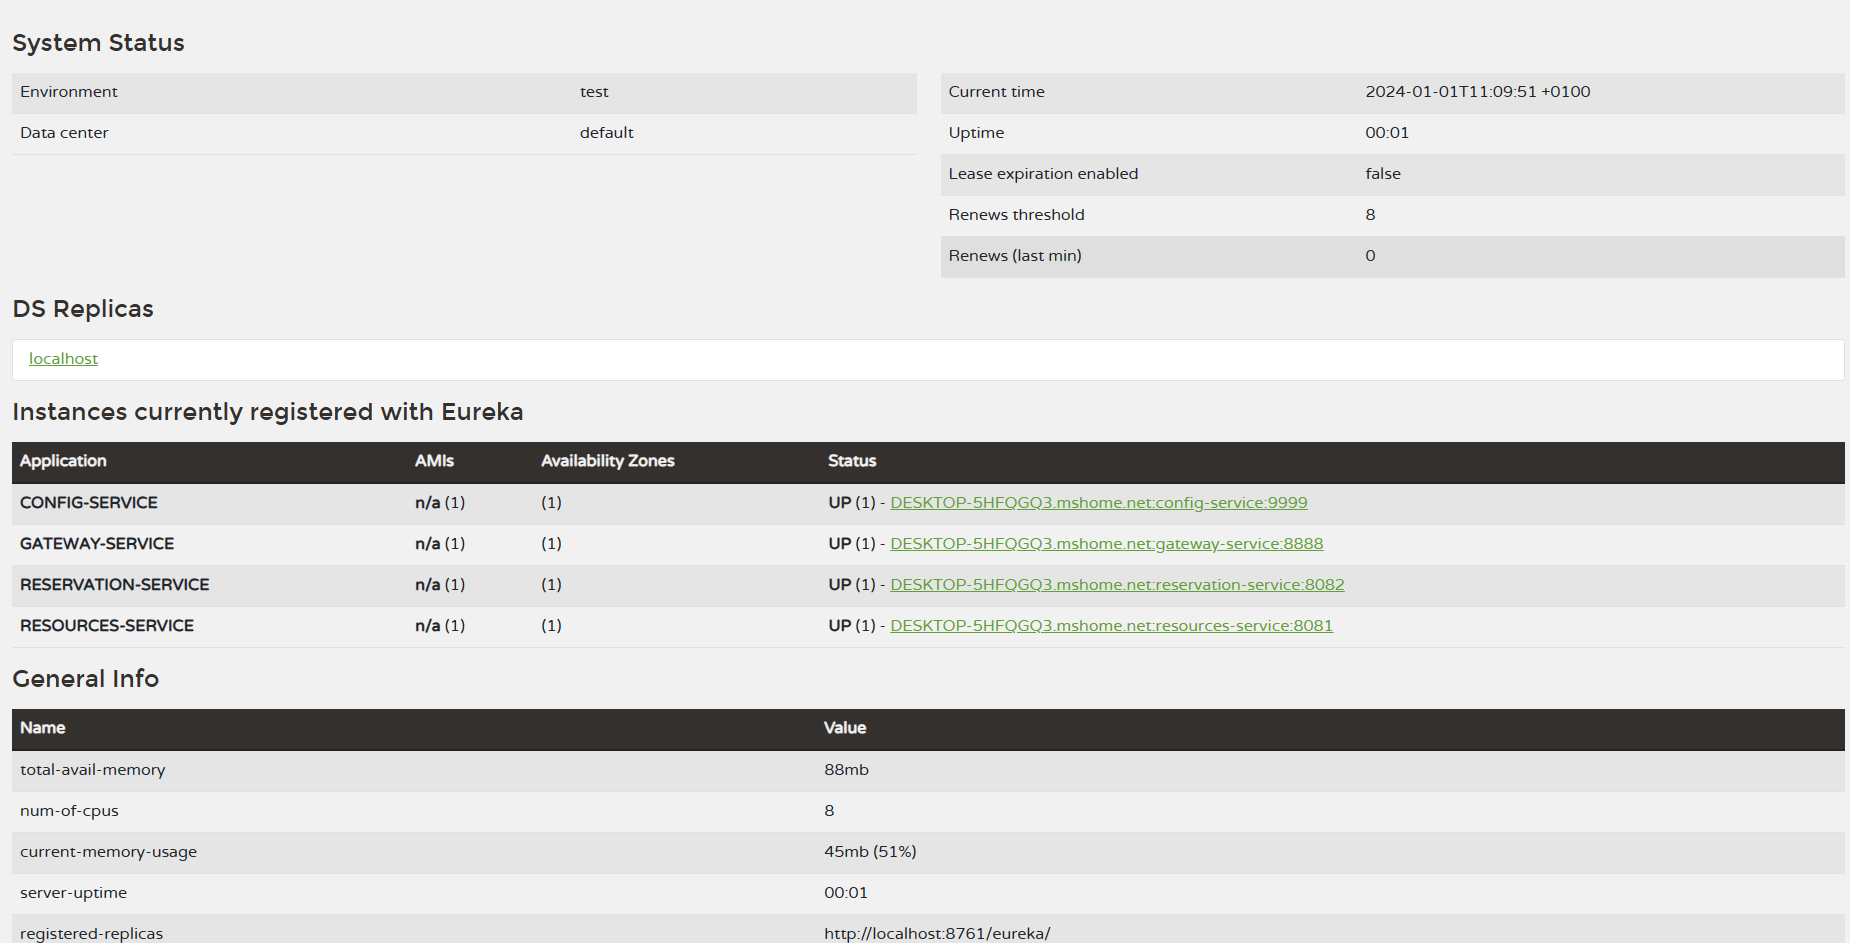 System Status
Environment test
Data center default
Current time 2024-01-01T11:09:51 +0100
Uptime 00:01
Lease expiration enabled false
Renews threshold 8
Renews (last min) 0
DS Replicas
localhost
Instances currently registered with Eureka
Application AMIs Availability Zones Status
CONFIG-SERVICE n/a (1) (1) UP (1) - DESKTOP-5HFQGQ3.mshome.net:config-service:9999
GATEWAY-SERVICE n/a (1) (1) UP (1) - DESKTOP-5HFQGQ3.mshome.net:gateway-service:8888
RESERVATION-SERVICE n/a (1) (1) UP (1) - DESKTOP-5HFQGQ3.mshome.net:reservation-service:8082
RESOURCES-SERVICE n/a (1) (1) UP (1) - DESKTOP-5HFQGQ3.mshome.net:resources-service:8081
General Info
Name Value
total-avail-memory 88mb
num-of-cpus 8
current-memory-usage 45mb (51%)
server-uptime 00:01
registered-replicas http://localhost:8761/eureka/